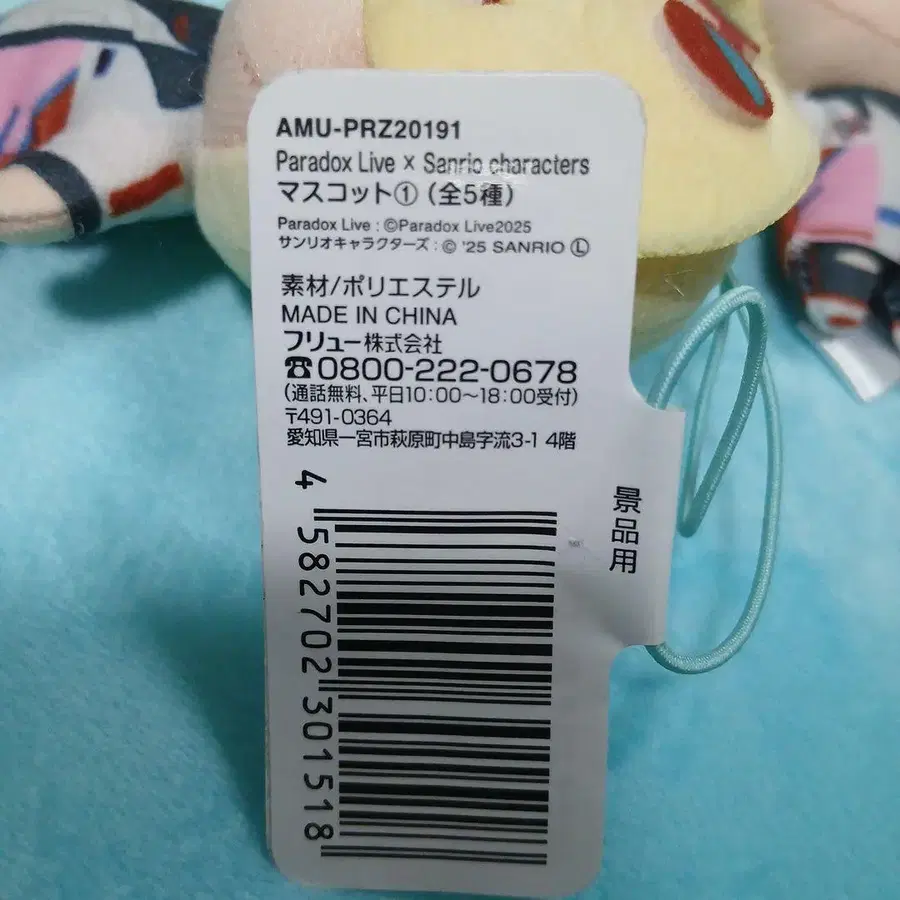 AMU-PRZ20191
Paradox Live × Sanrio characters
マスコット①（全5種）
Paradox Live : ©Paradox Live2025
サンリオキャラクターズ : © '25 SANRIO Ⓛ
素材/ポリエステル
MADE IN CHINA
フリュー株式会社
☎0800-222-0678
（通話無料、平日10:00～18:00受付）
〒491-0364
愛知県一宮市萩原町中島字流3-1 4階
景品用
4 582702 301518